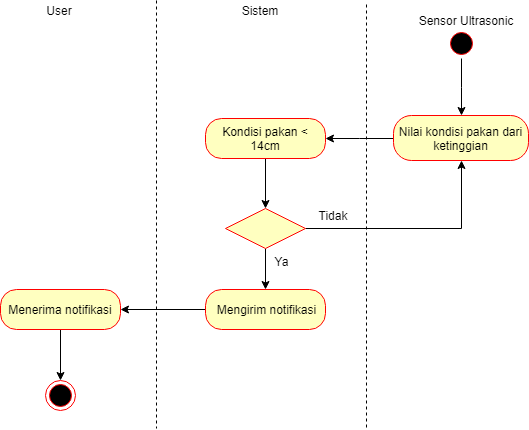 User
Sistem
Sensor Ultrasonic
Kondisi pakan <
14cm
Nilai kondisi pakan dari
ketinggian
Tidak
Ya
Menerima notifikasi
Mengirim notifikasi